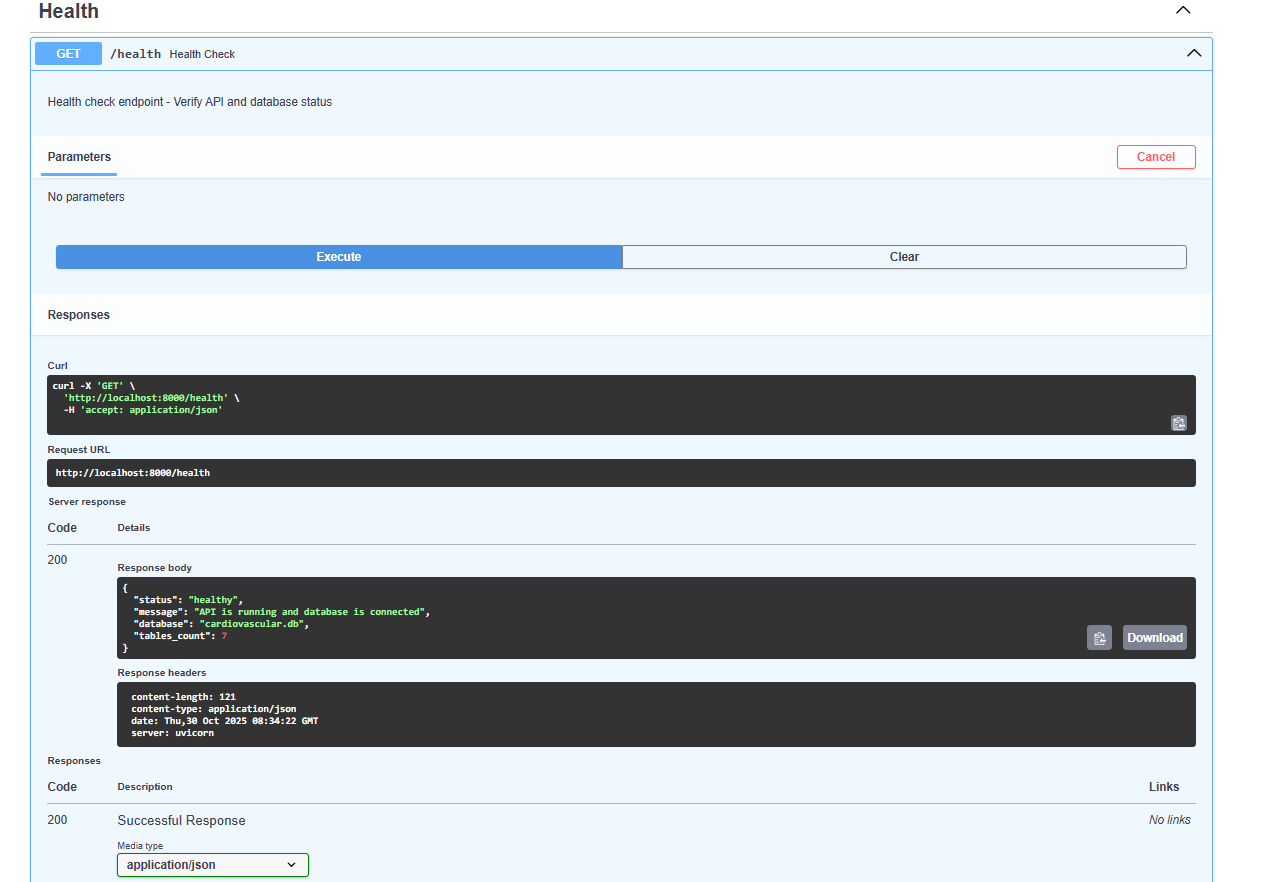 Health
GET /health Health Check
Health check endpoint - Verify API and database status
Parameters Cancel
No parameters
Execute Clear
Responses
Curl
curl -X 'GET' \
  'http://localhost:8000/health' \
  -H 'accept: application/json'
Request URL
http://localhost:8000/health
Server response
Code Details
200
Response body
{
  "status": "healthy",
  "message": "API is running and database is connected",
  "database": "cardiovascular.db",
  "tables_count": 7
}
Download
Response headers
content-length: 121
content-type: application/json
date: Thu,30 Oct 2025 08:34:22 GMT
server: uvicorn
Responses
Code Description Links
200 Successful Response No links
Media type
application/json